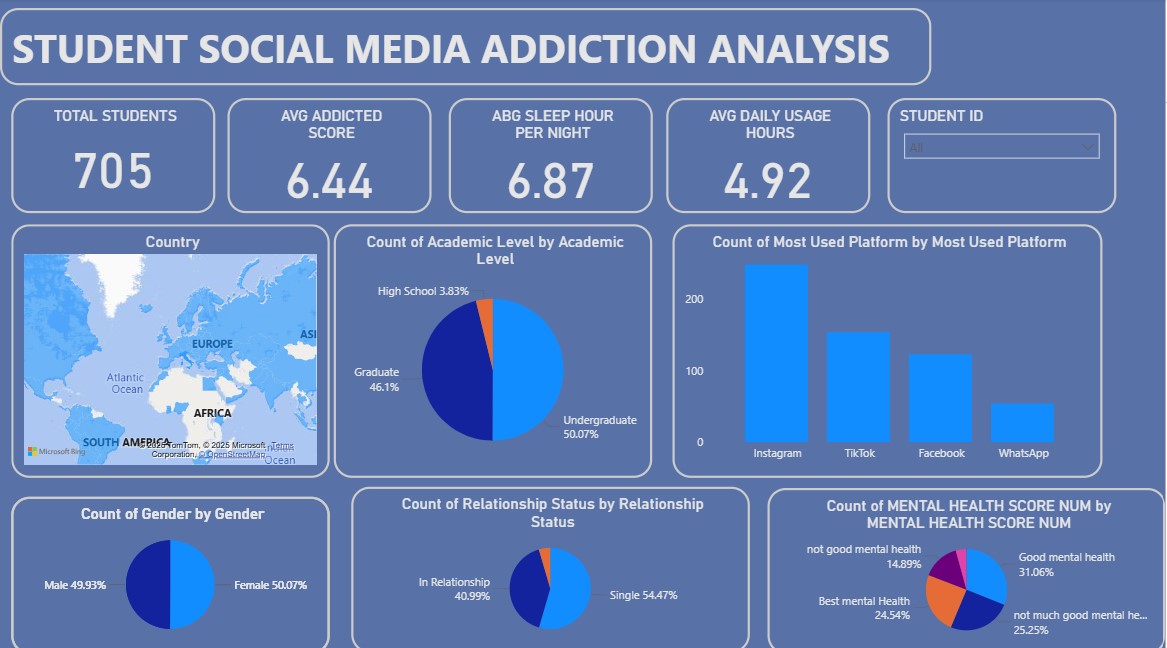 STUDENT SOCIAL MEDIA ADDICTION ANALYSIS
TOTAL STUDENTS
705
AVG ADDICTED
SCORE
6.44
ABG SLEEP HOUR
PER NIGHT
6.87
AVG DAILY USAGE
HOURS
4.92
STUDENT ID
All
Country
EUROPE
ASI
Atlantic
Ocean
AFRICA
SOUTH AMERICA
Microsoft Bing
© 2025 TomTom, © 2025 Microsoft
Corporation, © OpenStreetMap
Terms
Ocean
Count of Academic Level by Academic
Level
High School 3.83%
Graduate
46.1%
Undergraduate
50.07%
Count of Most Used Platform by Most Used Platform
200
100
0
Instagram
TikTok
Facebook
WhatsApp
Count of Gender by Gender
Male 49.93%
Female 50.07%
Count of Relationship Status by Relationship
Status
In Relationship
40.99%
Single 54.47%
Count of MENTAL HEALTH SCORE NUM by
MENTAL HEALTH SCORE NUM
not good mental health
14.89%
Good mental health
31.06%
Best mental Health
24.54%
not much good mental he...
25.25%